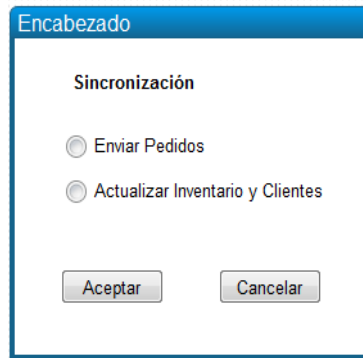 Encabezado
Sincronización
Enviar Pedidos
Actualizar Inventario y Clientes
Aceptar Cancelar